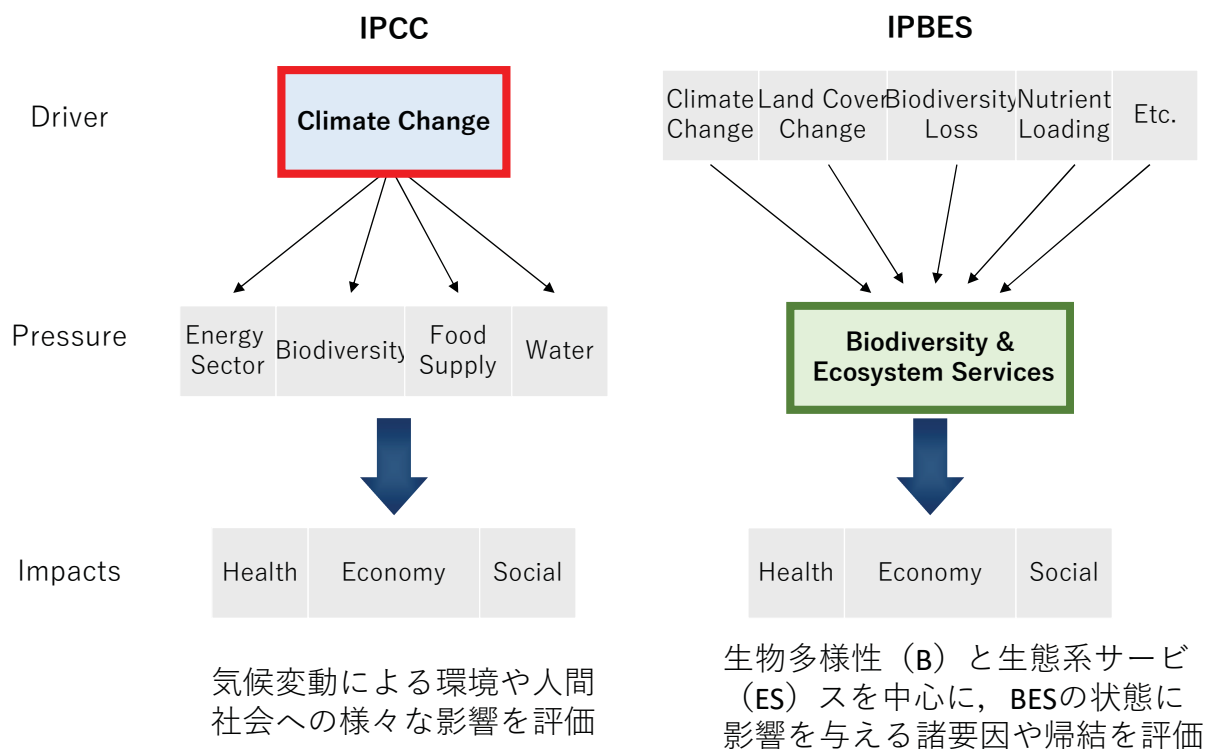 IPCC
IPBES
Driver
Climate Change
Climate
Change
Land Cover
Change
Biodiversity
Loss
Nutrient
Loading
Etc.
Pressure
Energy
Sector
Biodiversity
Food
Supply
Water
Biodiversity &
Ecosystem Services
Impacts
Health
Economy
Social
Health
Economy
Social
気候変動による環境や人間
社会への様々な影響を評価
生物多様性（B）と生態系サービ
（ES）スを中心に，BESの状態に
影響を与える諸要因や帰結を評価